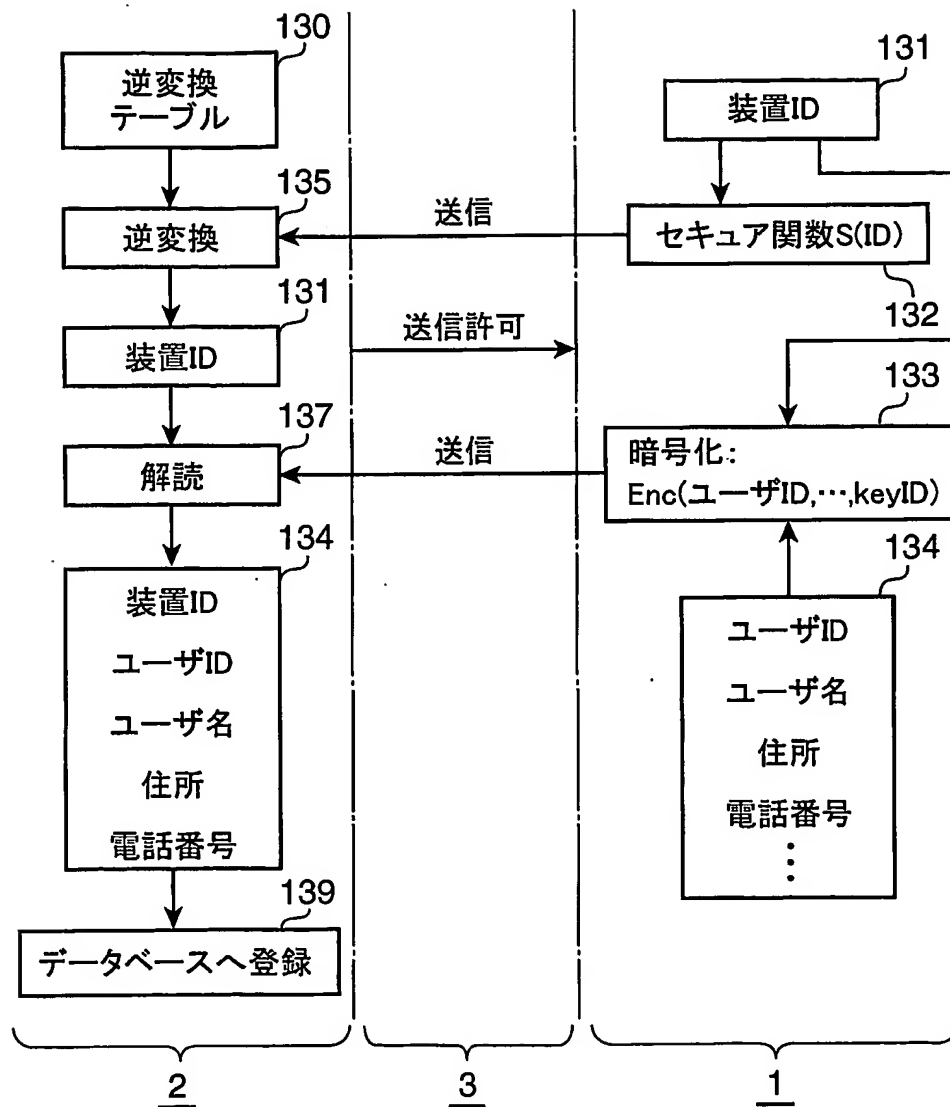 130
逆変換
テーブル
135
逆変換
131
装置ID
137
解読
134
装置ID
ユーザID
ユーザ名
住所
電話番号
139
データベースへ登録
2
送信
送信許可
送信
3
131
装置ID
セキュア関数S(ID)
132
133
暗号化:
Enc(ユーザID,…,keyID)
134
ユーザID
ユーザ名
住所
電話番号
⋮
1